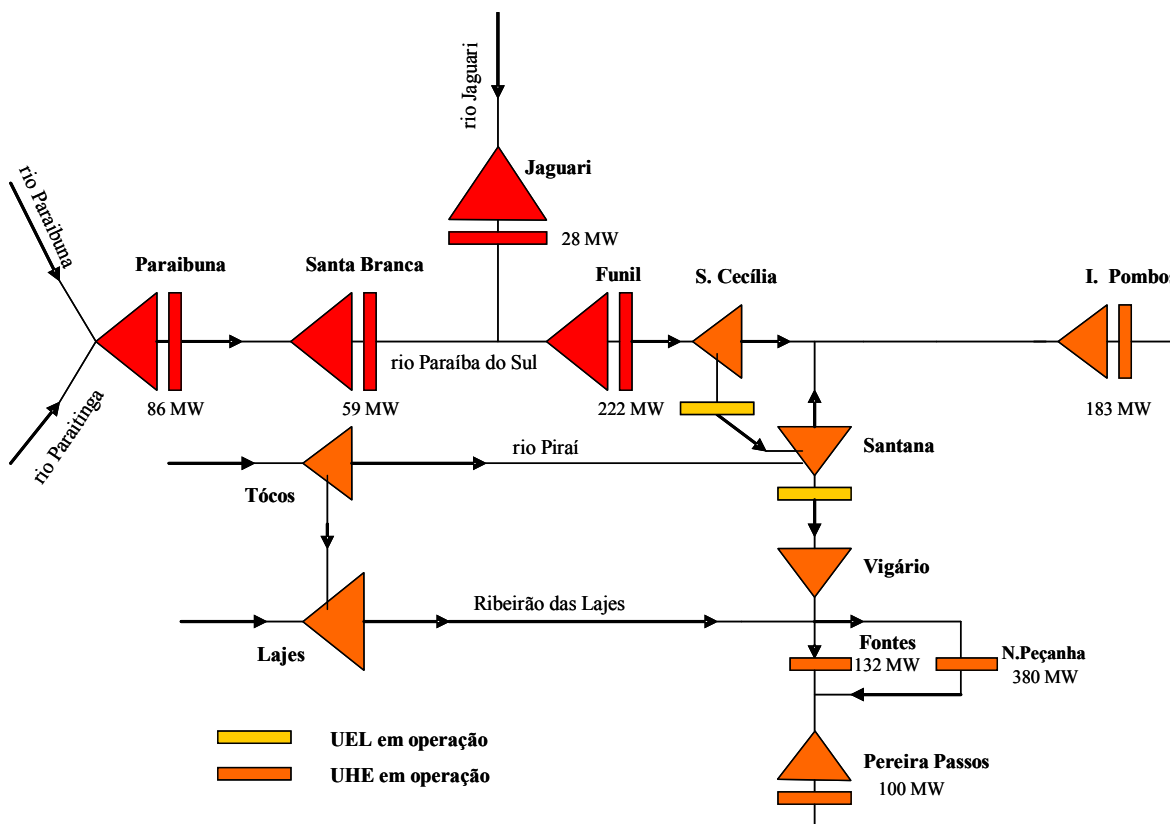 rio Jaguari
Jaguari
28 MW
rio Paraibuna
Paraibuna
Santa Branca
Funil
S. Cecília
I. Pombos
rio Paraíba do Sul
86 MW
59 MW
222 MW
183 MW
rio Paraitinga
rio Piraí
Santana
Tócos
Vigário
Ribeirão das Lajes
Lajes
Fontes
132 MW
N.Peçanha
380 MW
UEL em operação
UHE em operação
Pereira Passos
100 MW